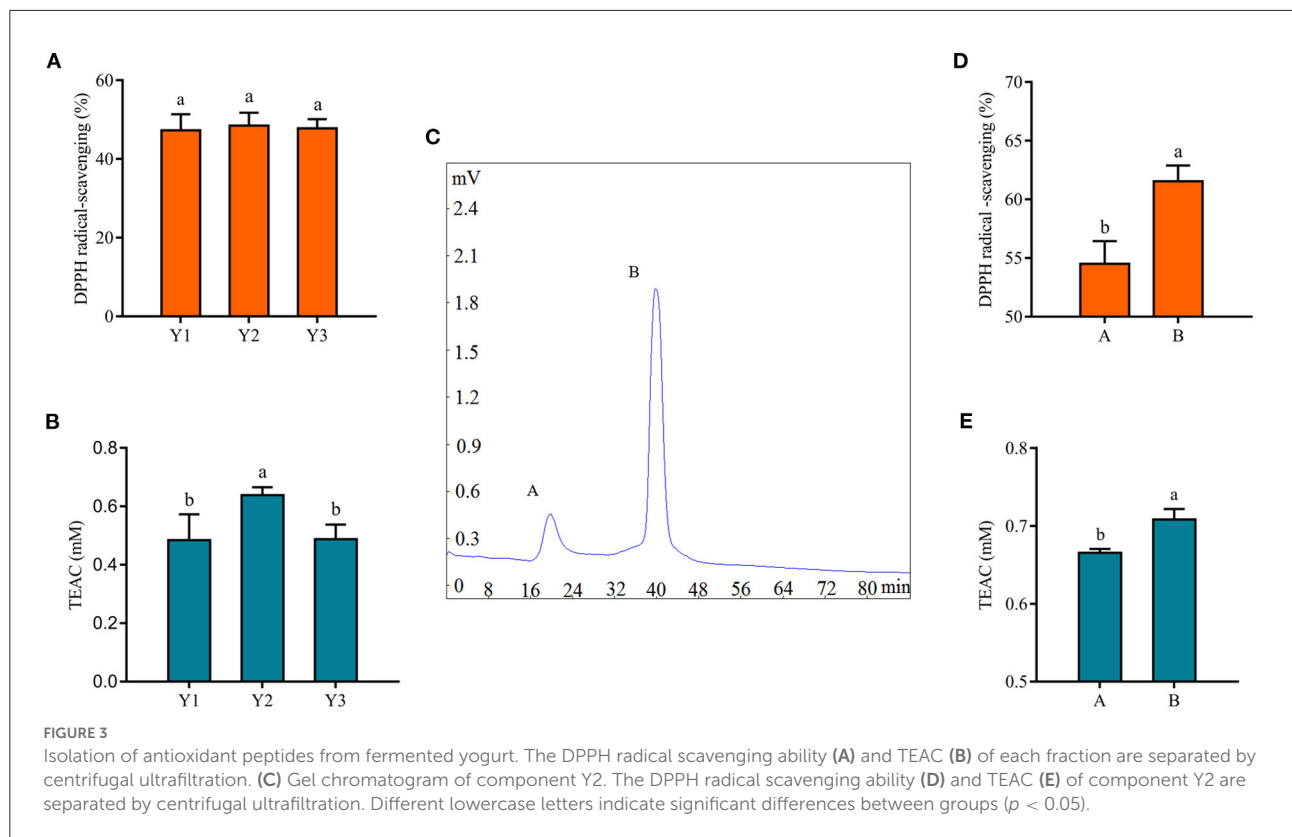 A
DPPH radical-scavenging (%)
60
40
20
0
a
a
a
Y1
Y2
Y3
B
TEAC (mM)
0.8
0.6
0.4
0.2
0.0
b
a
b
Y1
Y2
Y3
C
mV
2.4
2.1
1.8
1.5
1.2
0.9
0.6
0.3
0
A
B
8
16
24
32
40
48
56
64
72
80
min
D
DPPH radical -scavenging (%)
70
65
60
55
50
b
a
A
B
E
TEAC (mM)
0.8
0.7
0.6
0.5
b
a
A
B
FIGURE 3
Isolation of antioxidant peptides from fermented yogurt. The DPPH radical scavenging ability (A) and TEAC (B) of each fraction are separated by
centrifugal ultrafiltration. (C) Gel chromatogram of component Y2. The DPPH radical scavenging ability (D) and TEAC (E) of component Y2 are
separated by centrifugal ultrafiltration. Different lowercase letters indicate significant differences between groups (p < 0.05).